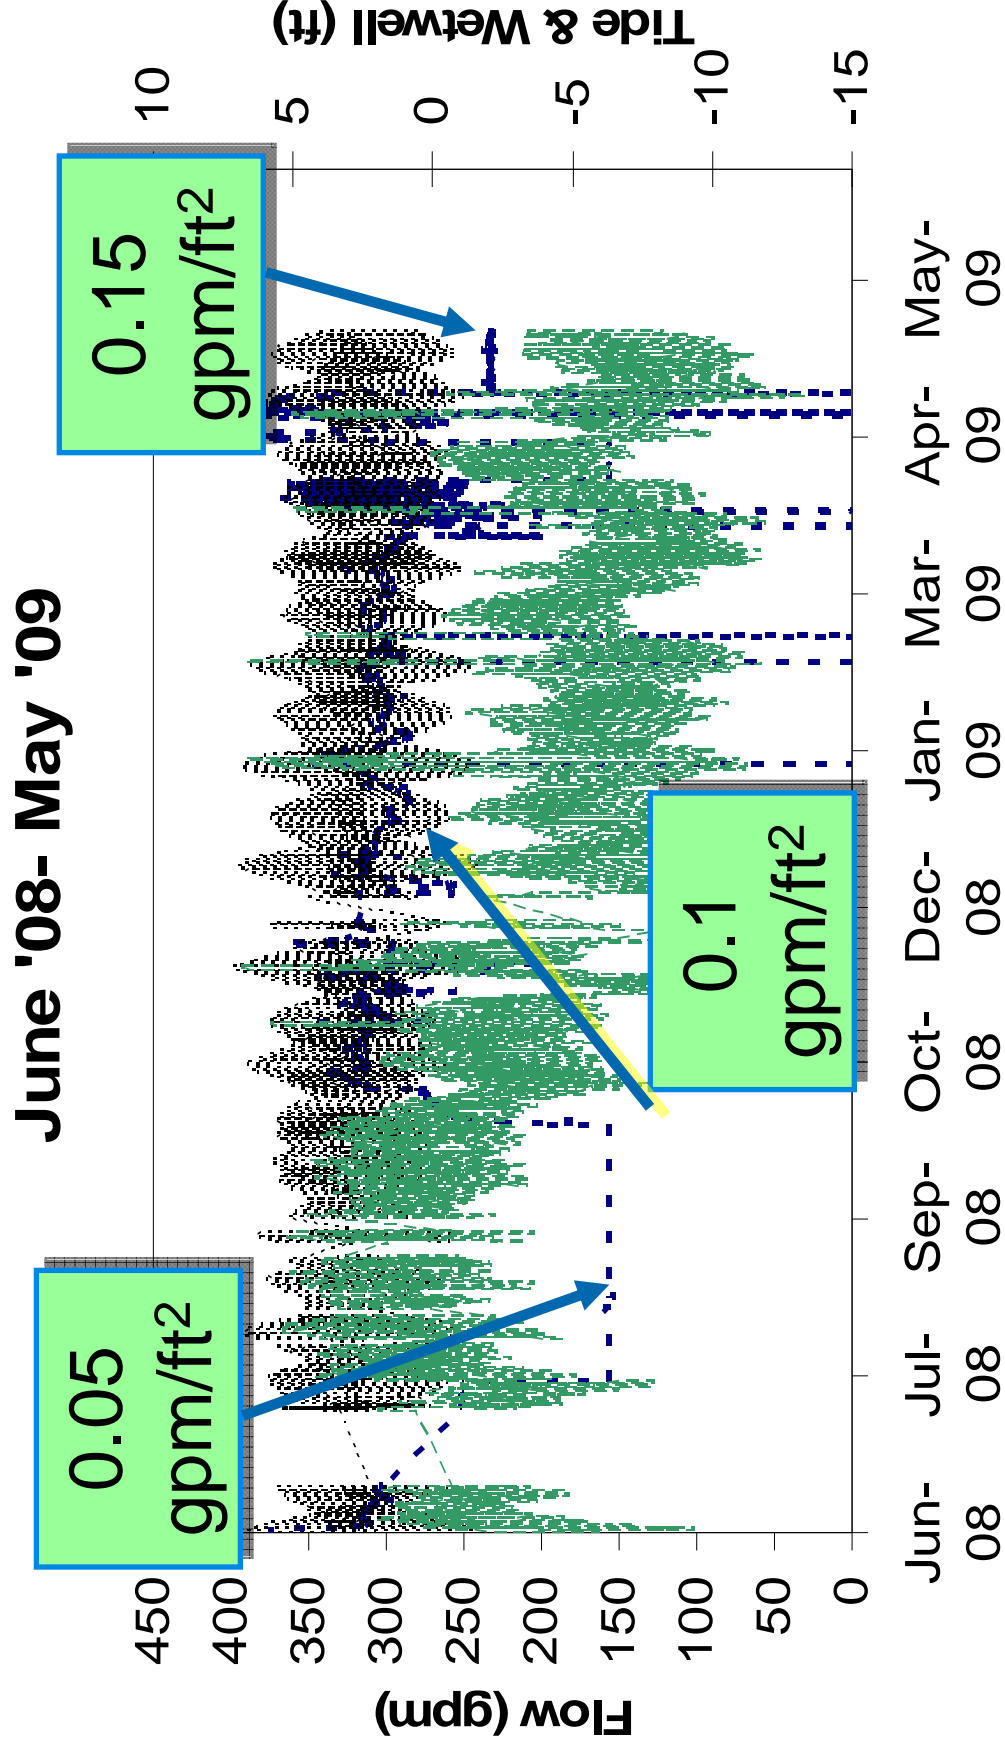 June '08- May '09
0.05
gpm/ft2
0.15
gpm/ft2
0.1
gpm/ft2
Flow (gpm)
450
400
350
300
250
200
150
100
50
0
Tide & Wetwell (ft)
10
5
0
-5
-10
-15
Jun-
08
Jul-
08
Sep-
08
Oct-
08
Dec-
08
Jan-
09
Mar-
09
Apr-
09
May-
09